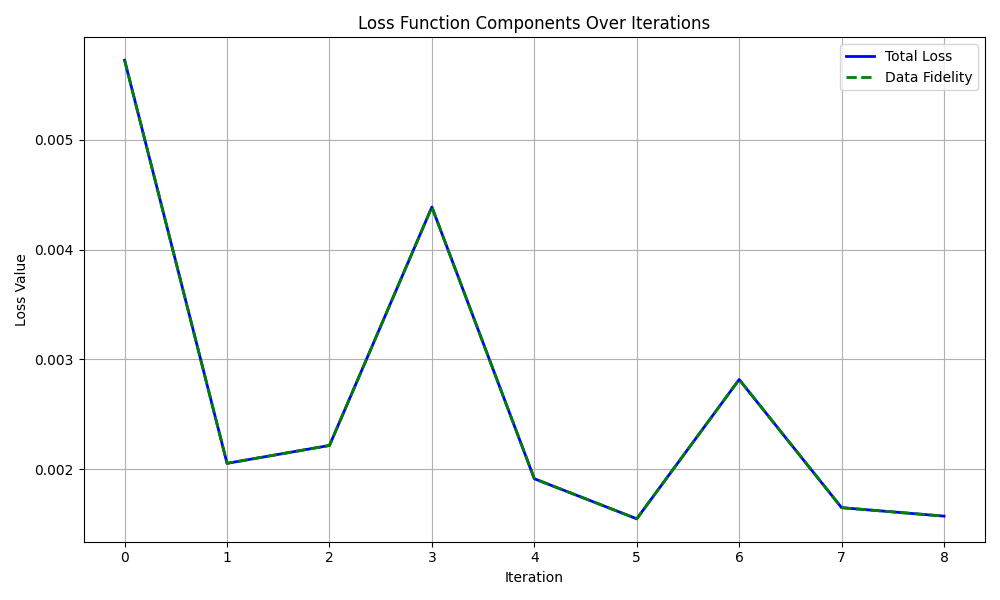 Loss Function Components Over Iterations
Total Loss
Data Fidelity
Loss Value
0.005
0.004
0.003
0.002
0 1 2 3 4 5 6 7 8
Iteration